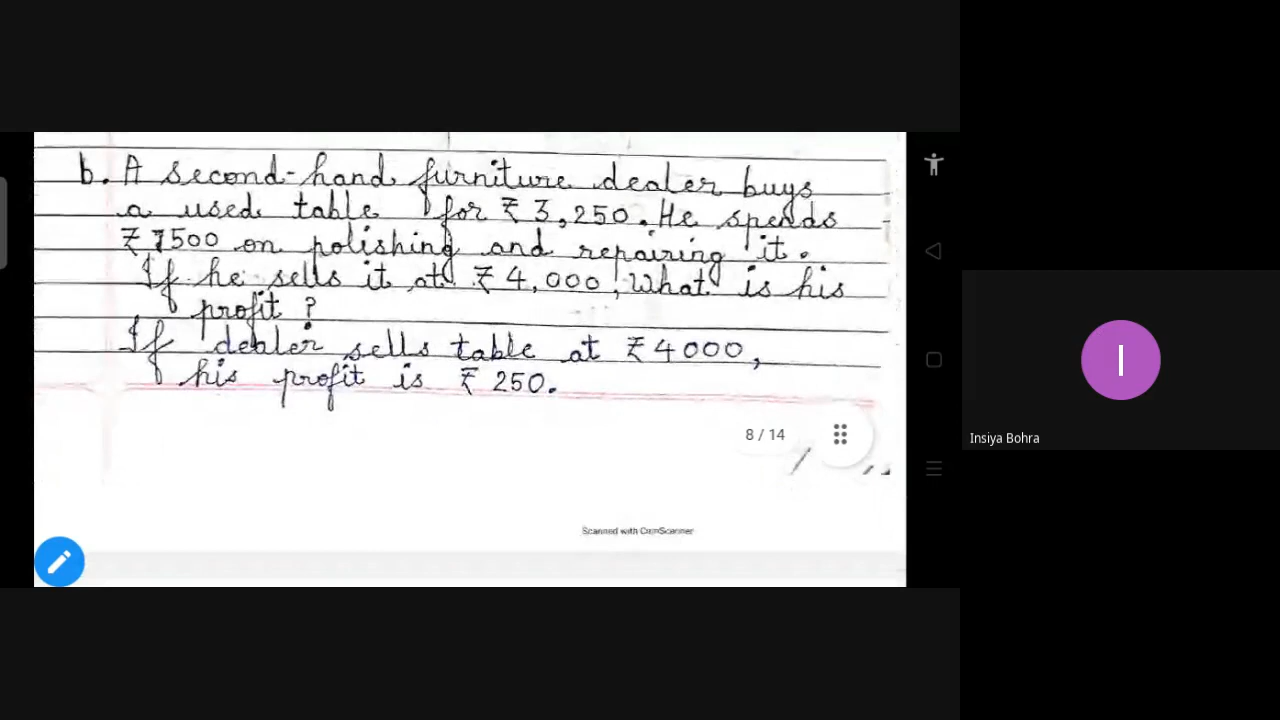 b. A second-hand furniture dealer buys
a used table for ₹ 3,250. He spends
₹ 1500 on polishing and repairing it.
If he sells it at ₹ 4,000, What is his
profit ?
If dealer sells table at ₹ 4000,
his profit is ₹ 250.
8 / 14
Scanned with CamScanner
I
Insiya Bohra